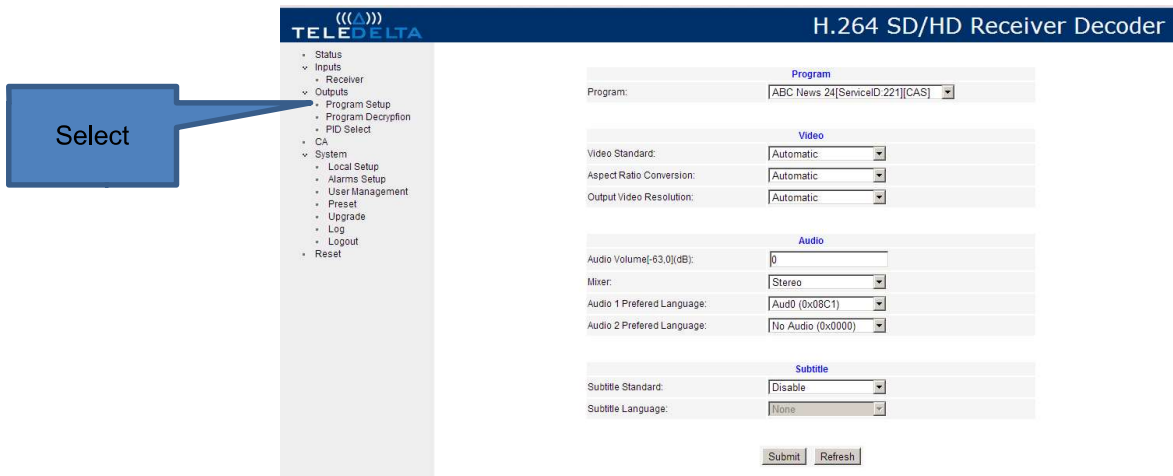 TELEDELTA
H.264 SD/HD Receiver Decoder
Select
Status
Inputs
Receiver
Outputs
Program Setup
Program Decrypfion
PID Select
CA
System
Local Setup
Alarms Setup
User Management
Preset
Upgrade
Log
Logout
Reset
Program
Program: ABC News 24[ServiceID:221][CAS]
Video
Video Standard: Automatic
Aspect Ratio Conversion: Automatic
Output Video Resolution: Automatic
Audio
Audio Volume[-63,0](dB): 0
Mixer: Stereo
Audio 1 Prefered Language: Aud0 (0x08C1)
Audio 2 Prefered Language: No Audio (0x0000)
Subtitle
Subtitle Standard: Disable
Subtitle Language: None
Submit Refresh